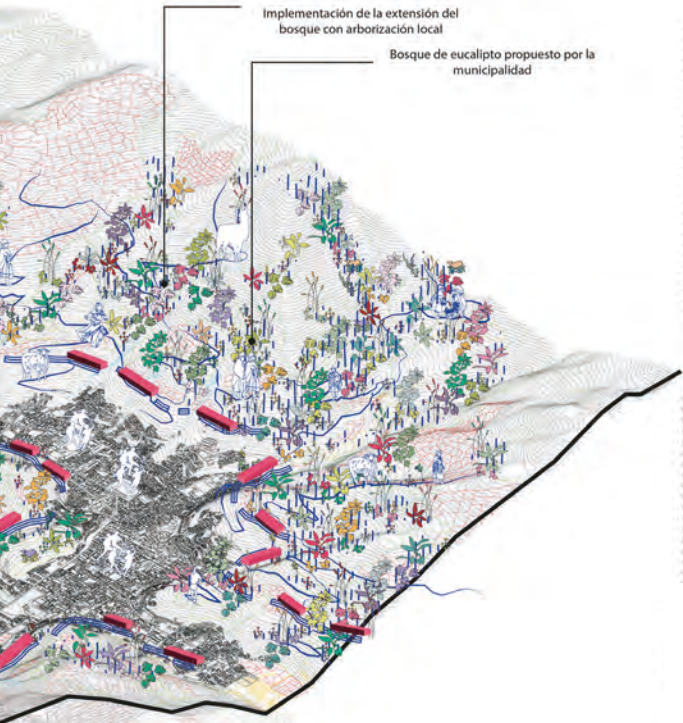 Implementación de la extensión del
bosque con arborización local
Bosque de eucalipto propuesto por la
municipalidad